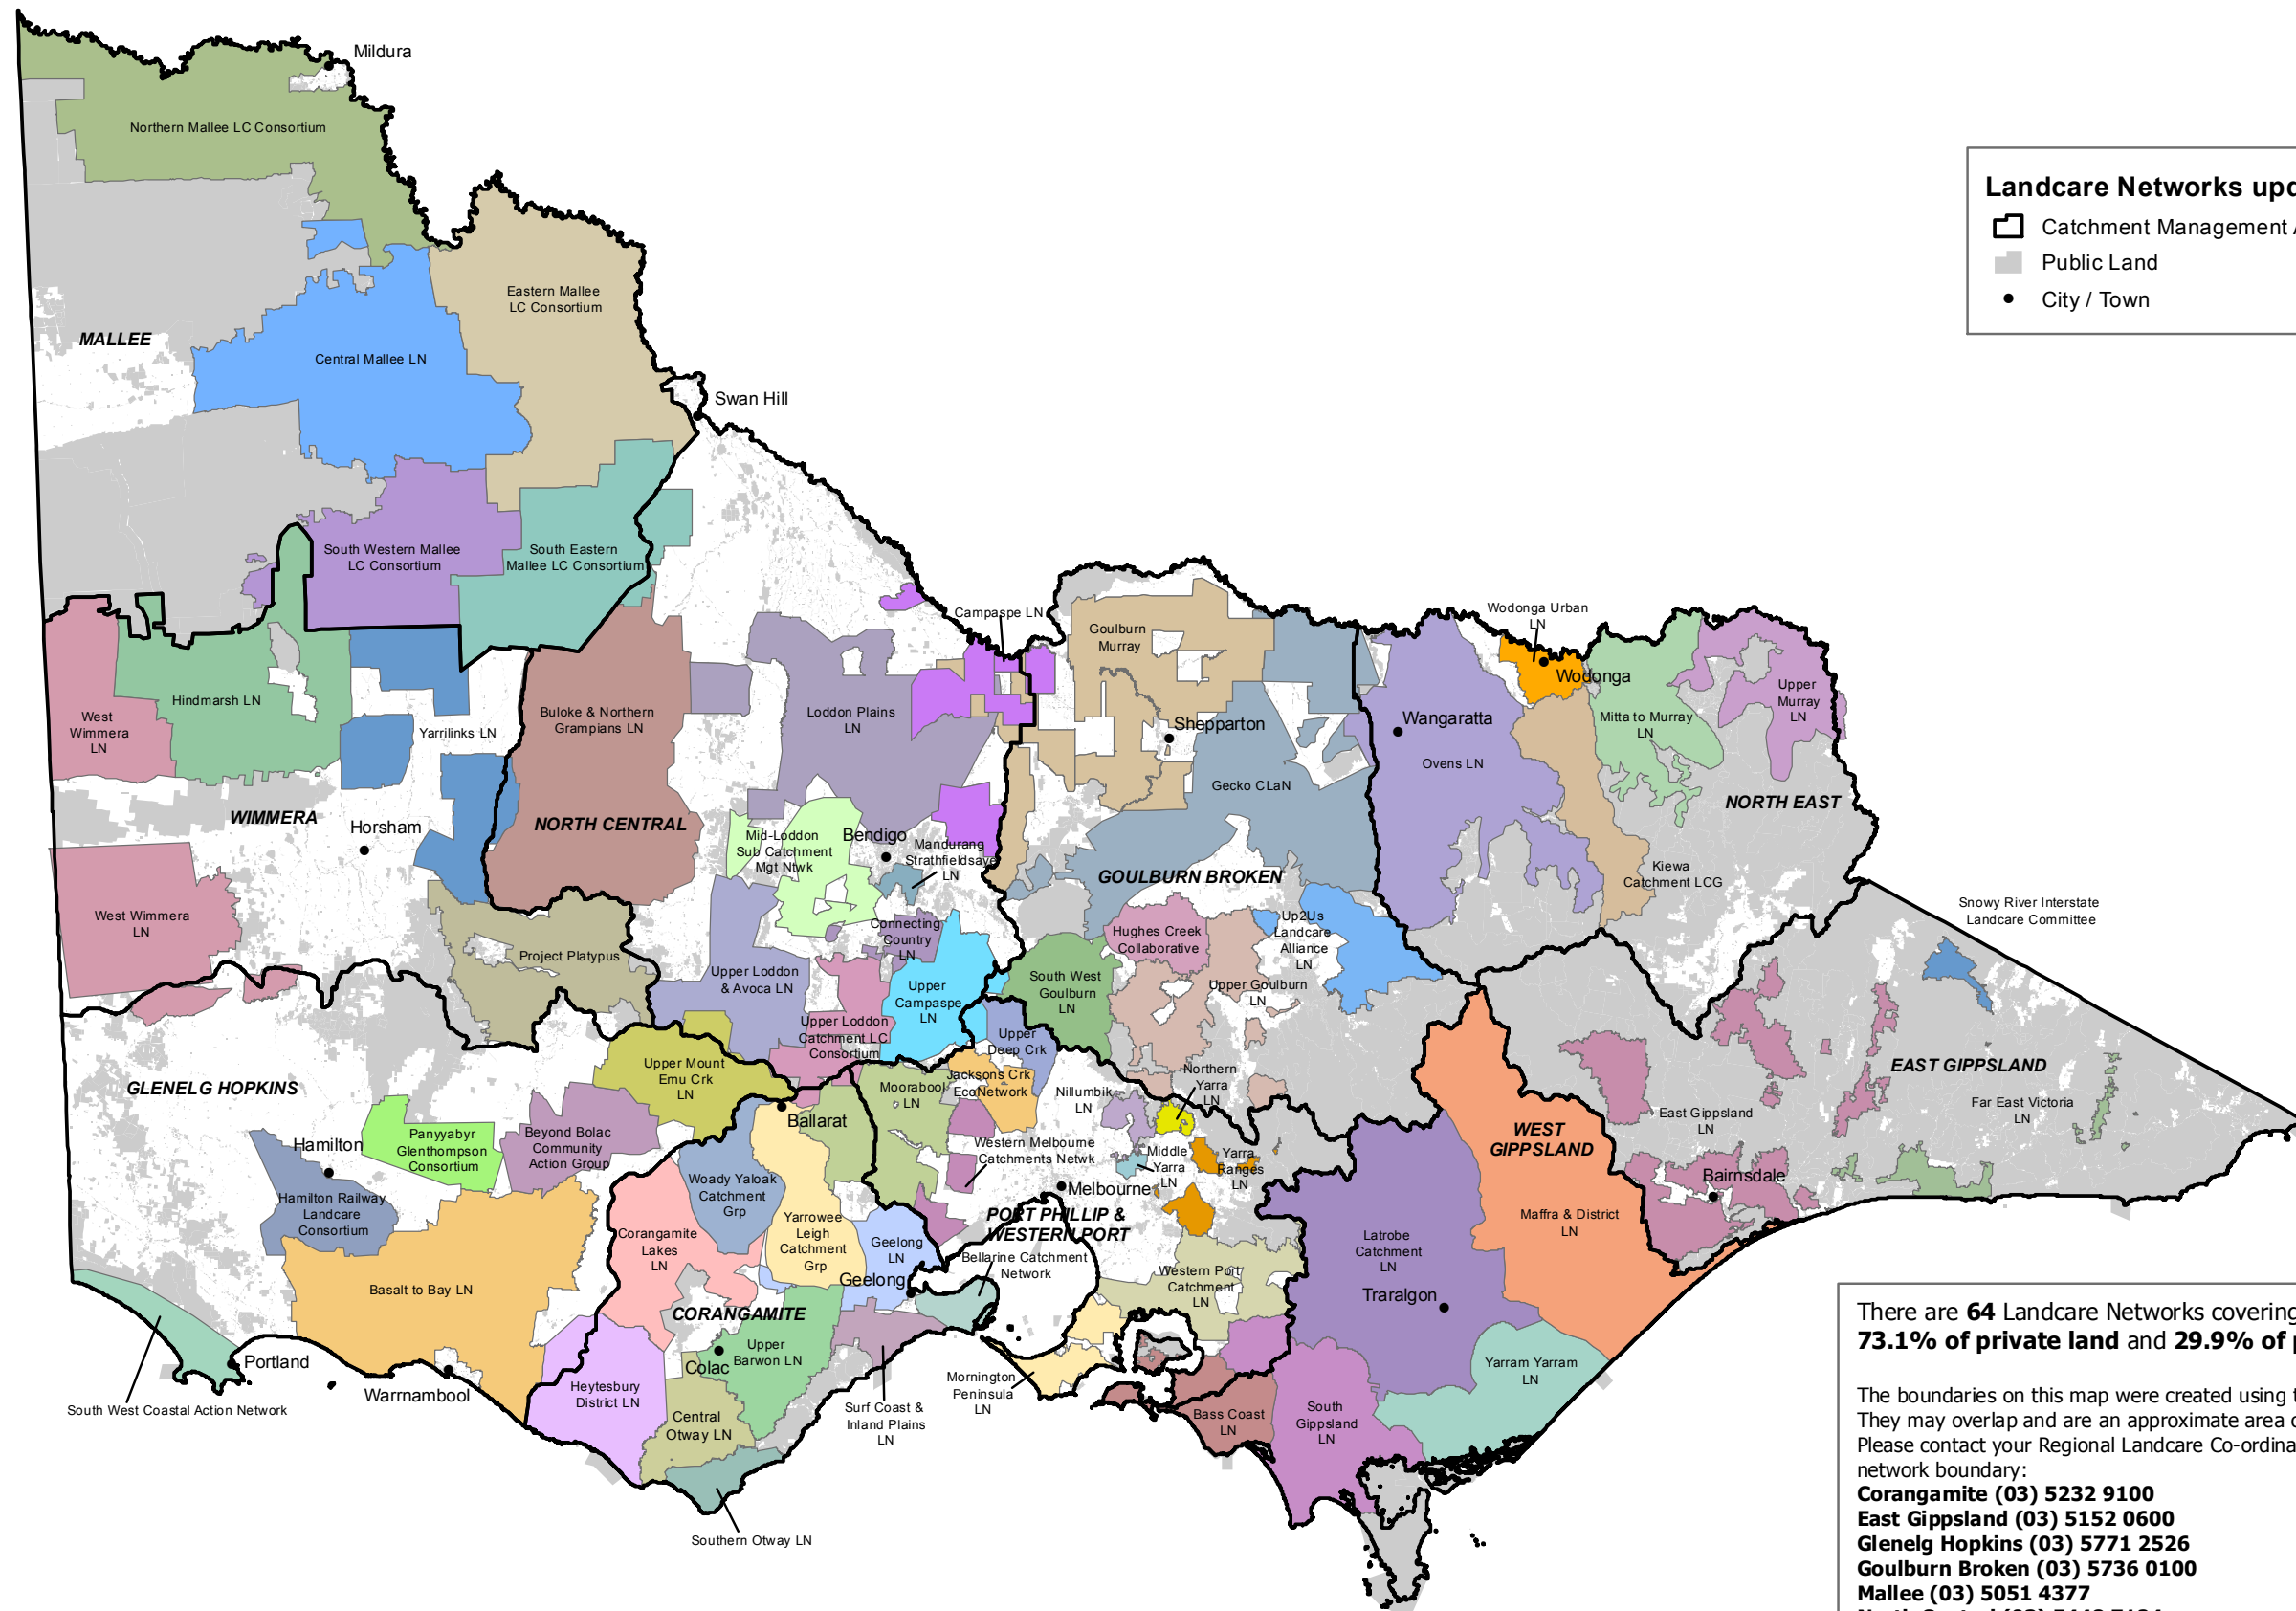 Mildura
Northern Mallee LC Consortium
Landcare Networks upd
Catchment Management A
Public Land
City / Town
Eastern Mallee
LC Consortium
MALLEE
Central Mallee LN
Swan Hill
South Western Mallee
LC Consortium
South Eastern
Mallee LC Consortium
Campaspe LN
Goulburn
Murray
Wodonga Urban
LN
Wodonga
Hindmarsh LN
West
Wimmera
LN
Yarrilinks LN
Buloke & Northern
Grampians LN
Loddon Plains
LN
Shepparton
Wangaratta
Mitta to Murray
LN
Upper
Murray
LN
Ovens LN
Gecko CLaN
NORTH EAST
WIMMERA
Horsham
NORTH CENTRAL
Mid-Loddon
Sub Catchment
Mgt Ntwk
Bendigo
Mandurang
Strathfieldsaye
LN
GOULBURN BROKEN
Kiewa
Catchment LCG
West Wimmera
LN
Snowy River Interstate
Landcare Committee
Connecting
Country
LN
Hughes Creek
Collaborative
Up2Us
Landcare
Alliance
LN
Project Platypus
Upper Loddon
& Avoca LN
Upper
Campaspe
LN
South West
Goulburn
LN
Upper Goulburn
LN
Upper Loddon
Catchment LC
Consortium
Upper
Deep Crk
GLENELG HOPKINS
Upper Mount
Emu Crk
LN
Moorabool
LN
Jacksons Crk
EcoNetwork
Nillumbik
LN
Northern
Yarra
LN
EAST GIPPSLAND
East Gippsland
LN
Far East Victoria
LN
Ballarat
Hamilton
Panyyabyr
Glenthompson
Consortium
Beyond Bolac
Community
Action Group
Western Melbourne
Catchments Netwk
Middle
Yarra
LN
Yarra
Ranges
LN
WEST
GIPPSLAND
Bairnsdale
Woady Yaloak
Catchment
Grp
Melbourne
Hamilton Railway
Landcare
Consortium
Yarrowee
Leigh
Catchment
Grp
PORT PHILLIP &
WESTERN PORT
Maffra & District
LN
Corangamite
Lakes
LN
Geelong
LN
Latrobe
Catchment
LN
Bellarine Catchment
Network
Geelong
Western Port
Catchment
LN
Basalt to Bay LN
Traralgon
CORANGAMITE
Upper
Barwon LN
Colac
Portland
Warrnambool
Heytesbury
District LN
Mornington
Peninsula
LN
Yarram Yarram
LN
South West Coastal Action Network
Central
Otway LN
Surf Coast &
Inland Plains
LN
Bass Coast
LN
South
Gippsland
LN
Southern Otway LN
There are 64 Landcare Networks covering
73.1% of private land and 29.9% of p
The boundaries on this map were created using t
They may overlap and are an approximate area o
Please contact your Regional Landcare Co-ordina
network boundary:
Corangamite (03) 5232 9100
East Gippsland (03) 5152 0600
Glenelg Hopkins (03) 5771 2526
Goulburn Broken (03) 5736 0100
Mallee (03) 5051 4377